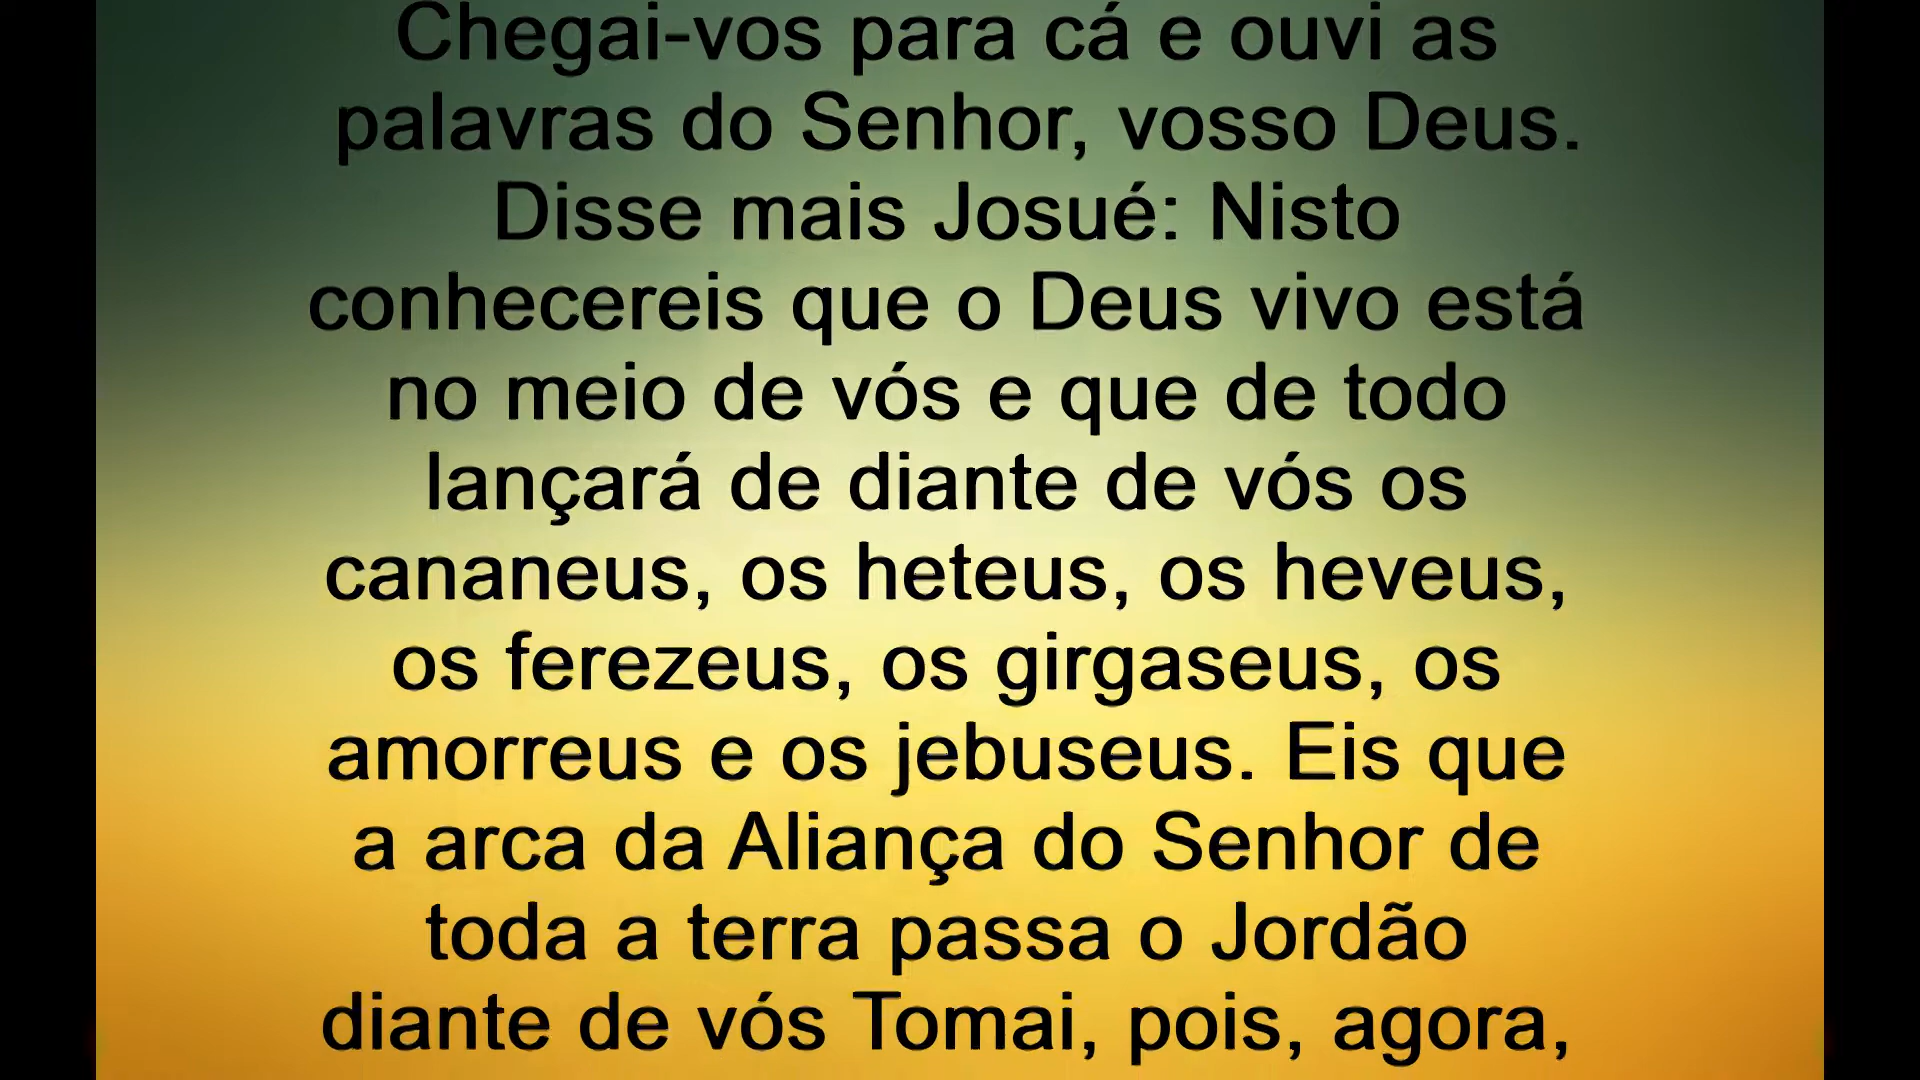 Chegai-vos para cá e ouvi as
palavras do Senhor, vosso Deus.
Disse mais Josué: Nisto
conhecereis que o Deus vivo está
no meio de vós e que de todo
lançará de diante de vós os
cananeus, os heteus, os heveus,
os ferezeus, os girgaseus, os
amorreus e os jebuseus. Eis que
a arca da Aliança do Senhor de
toda a terra passa o Jordão
diante de vós Tomai, pois, agora,